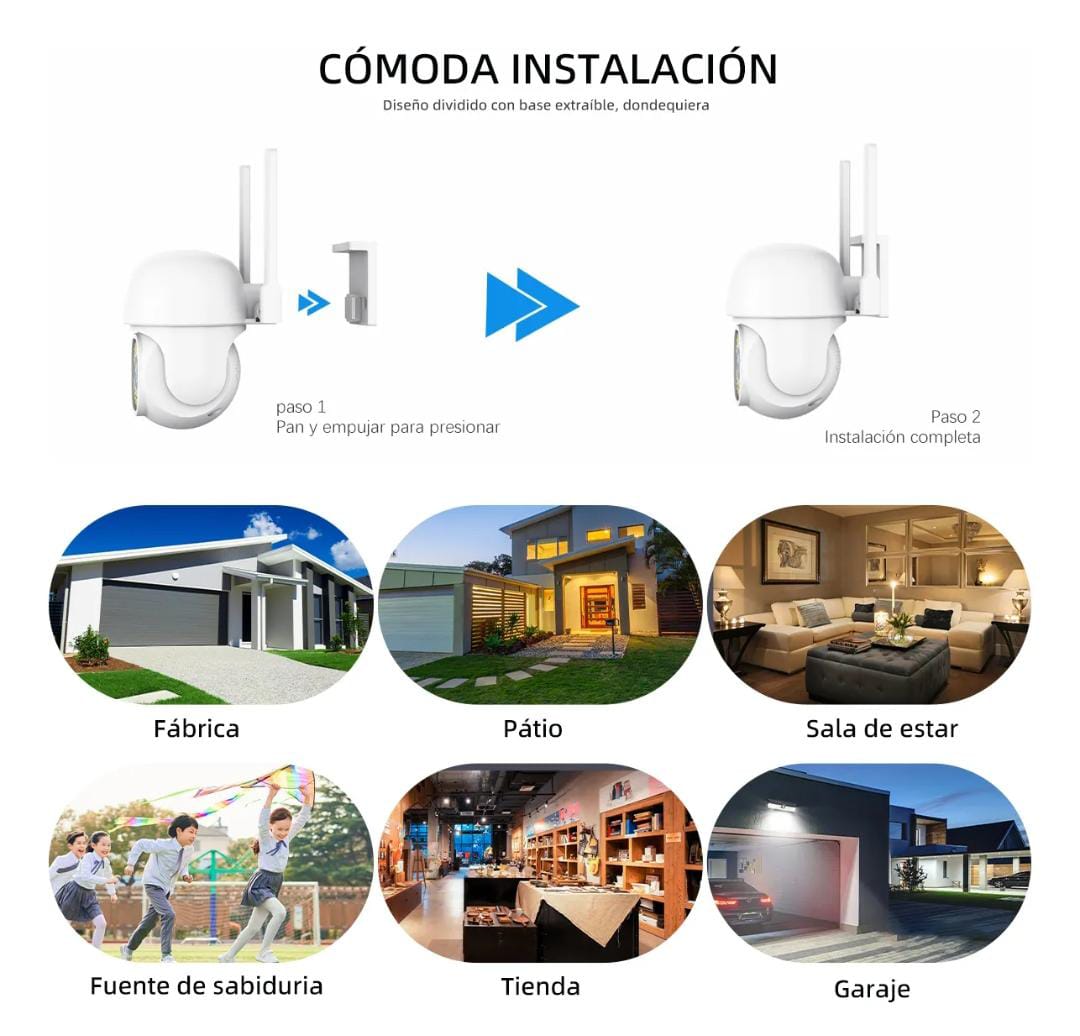 CÓMODA INSTALACIÓN
Diseño dividido con base extraíble, dondequiera
paso 1
Pan y empujar para presionar
Paso 2
Instalación completa
Fábrica
Pátio
Sala de estar
Fuente de sabiduria
Tienda
Garaje